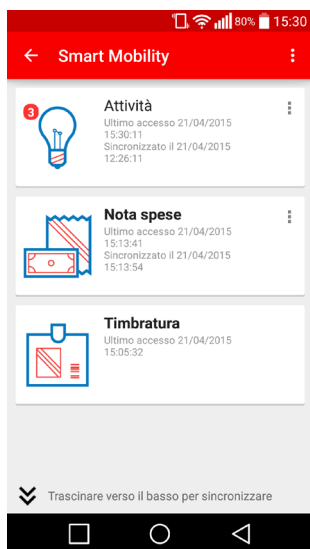 80% 15:30
Smart Mobility
3
Attività
Ultimo accesso 21/04/2015
15:30:11
Sincronizzato il 21/04/2015
12:26:11
Nota spese
Ultimo accesso 21/04/2015
15:13:41
Sincronizzato il 21/04/2015
15:13:54
Timbratura
Ultimo accesso 21/04/2015
15:05:32
Trascinare verso il basso per sincronizzare